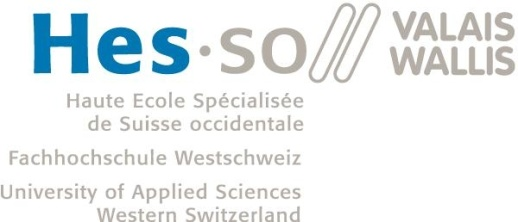 Hes·so VALAIS
WALLIS
Haute Ecole Spécialisée
de Suisse occidentale
Fachhochschule Westschweiz
University of Applied Sciences
Western Switzerland